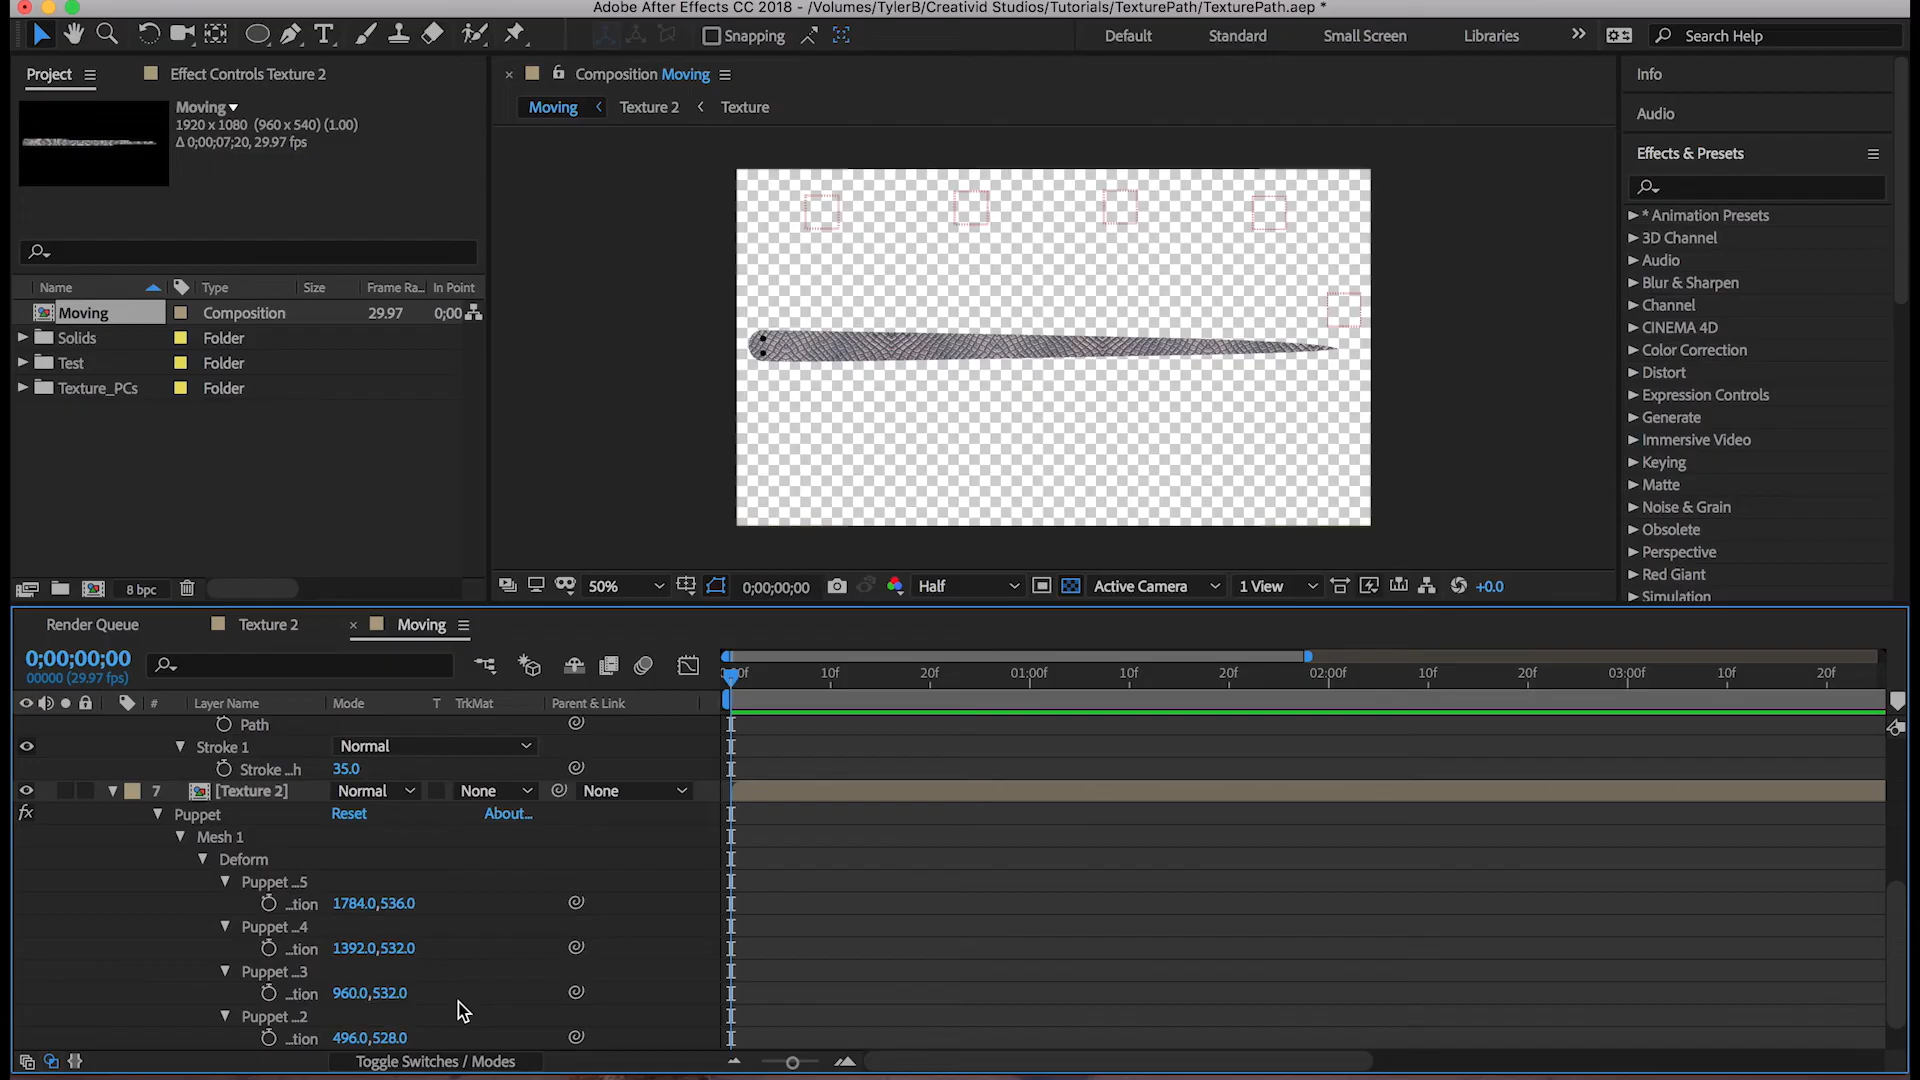 Adobe After Effects CC 2018 - /Volumes/TylerB/Creativid Studios/Tutorials/TexturePath/TexturePath.aep *
Snapping
Default
Standard
Small Screen
Libraries
Search Help
Project
Effect Controls Texture 2
Moving
1920 x 1080 (960 x 540) (1.00)
Δ 0;00;07;20, 29.97 fps
Name
Type
Size
Frame Ra...
In Point
Moving
Composition
29.97
0;00
Solids
Folder
Test
Folder
Texture_PCs
Folder
8 bpc
Composition Moving
Moving
Texture 2
Texture
50%
0;00;00;00
Half
Active Camera
1 View
+0.0
Info
Audio
Effects & Presets
* Animation Presets
3D Channel
Audio
Blur & Sharpen
Channel
CINEMA 4D
Color Correction
Distort
Expression Controls
Generate
Immersive Video
Keying
Matte
Noise & Grain
Obsolete
Perspective
Red Giant
Simulation
Render Queue
Texture 2
Moving
0;00;00;00
00000 (29.97 fps)
10f
20f
01:00f
10f
20f
02:00f
10f
20f
03:00f
10f
20f
#
Layer Name
Mode
T
TrkMat
Parent & Link
Path
Stroke 1
Normal
Stroke ...h
35.0
7
[Texture 2]
Normal
None
None
fx
Puppet
Reset
About...
Mesh 1
Deform
Puppet ...5
...tion
1784.0,536.0
Puppet ...4
...tion
1392.0,532.0
Puppet ...3
...tion
960.0,532.0
Puppet ...2
...tion
496.0,528.0
Toggle Switches / Modes